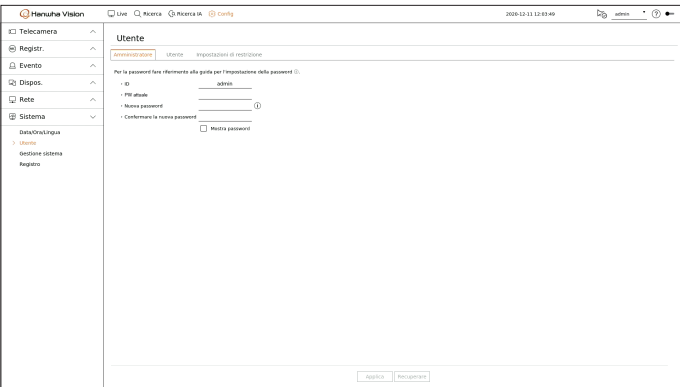 Hanwha Vision
Live Ricerca Ricerca IA Config
2020-12-11 12:03:49
admin
Telecamera
Registr.
Evento
Dispos.
Rete
Sistema
Data/Ora/Lingua
Utente
Gestione sistema
Registro
Utente
Amministratore Utente Impostazioni di restrizione
Per la password fare riferimento alla guida per l'impostazione della password.
ID admin
PW attuale
Nuova password
Confermare la nuova password
Mostra password
Applica Recuperare